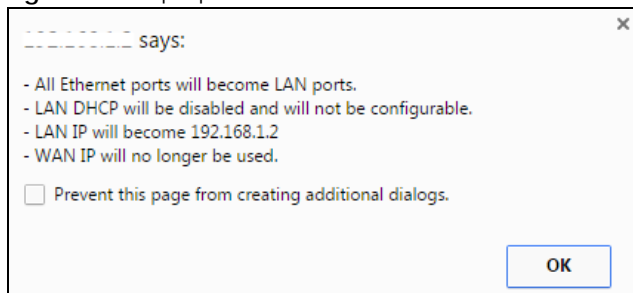 says:
- All Ethernet ports will become LAN ports.
- LAN DHCP will be disabled and will not be configurable.
- LAN IP will become 192.168.1.2
- WAN IP will no longer be used.
Prevent this page from creating additional dialogs.
OK